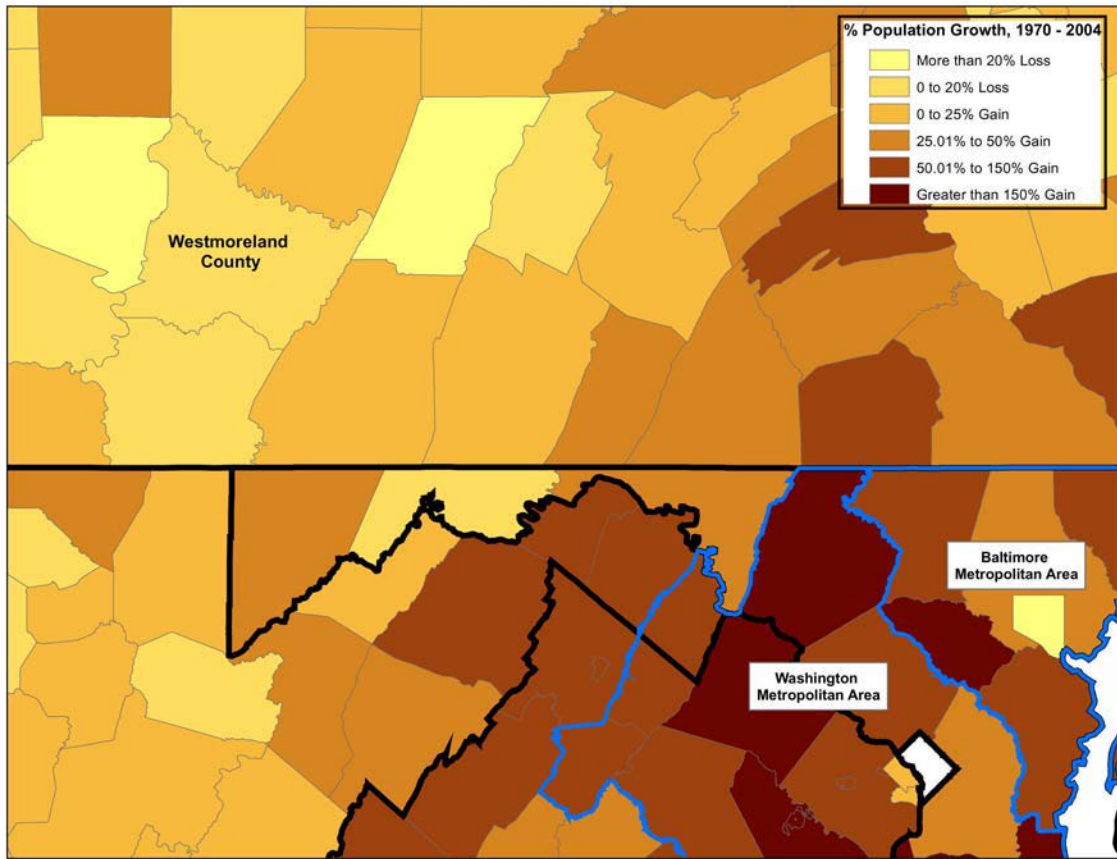 % Population Growth, 1970 - 2004
More than 20% Loss
0 to 20% Loss
0 to 25% Gain
25.01% to 50% Gain
50.01% to 150% Gain
Greater than 150% Gain
Westmoreland
County
Baltimore
Metropolitan Area
Washington
Metropolitan Area